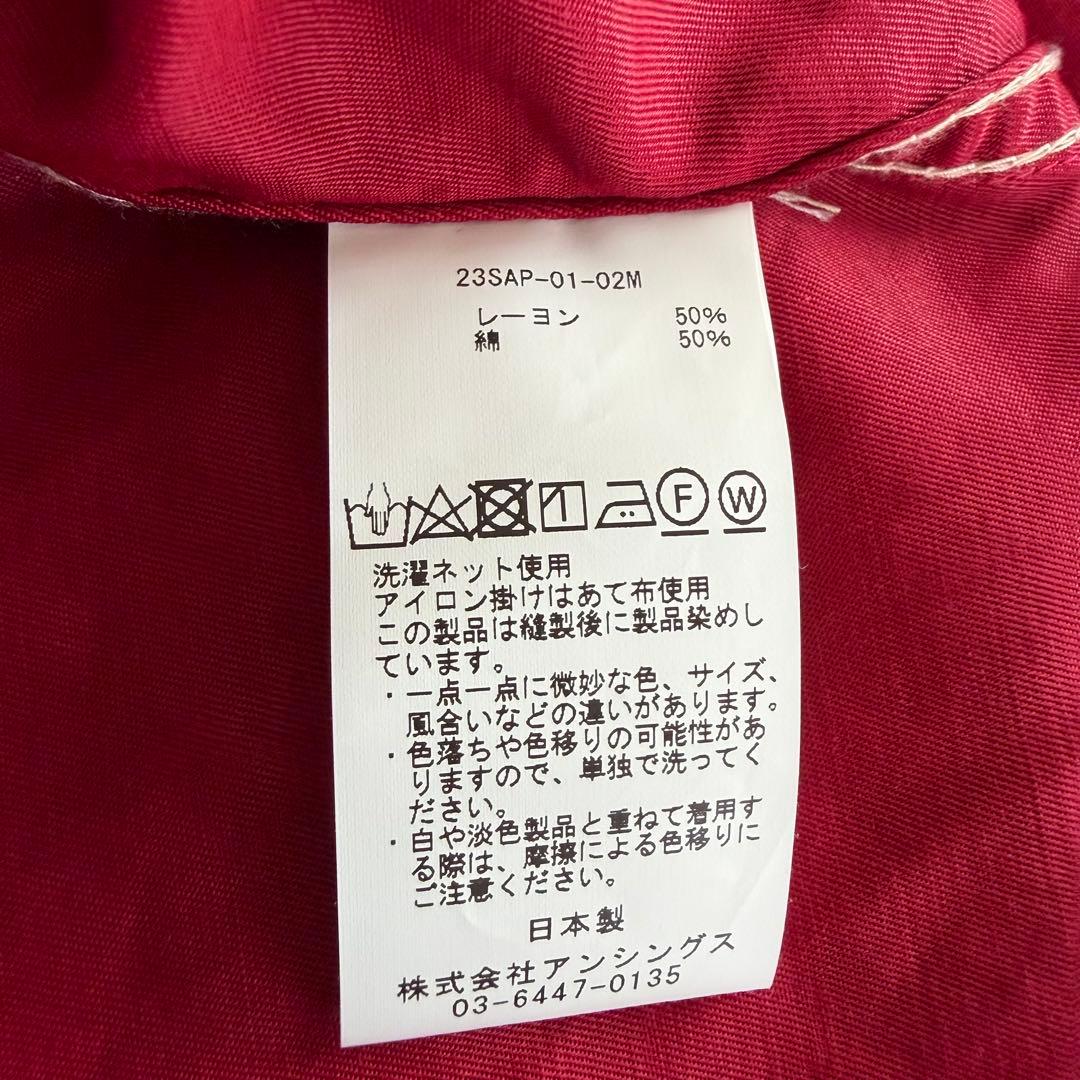 23SAP-01-02M
レーヨン 50%
綿 50%
F W
洗濯ネット使用
アイロン掛けはあて布使用
この製品は縫製後に製品染めし
ています。
・一点一点に微妙な色、サイズ、
風合いなどの違いがあります。
・色落ちや色移りの可能性があ
りますので、単独で洗ってく
ださい。
・白や淡色製品と重ねて着用す
る際は、摩擦による色移りに
ご注意ください。
日本製
株式会社アンシングス
03-6447-0135